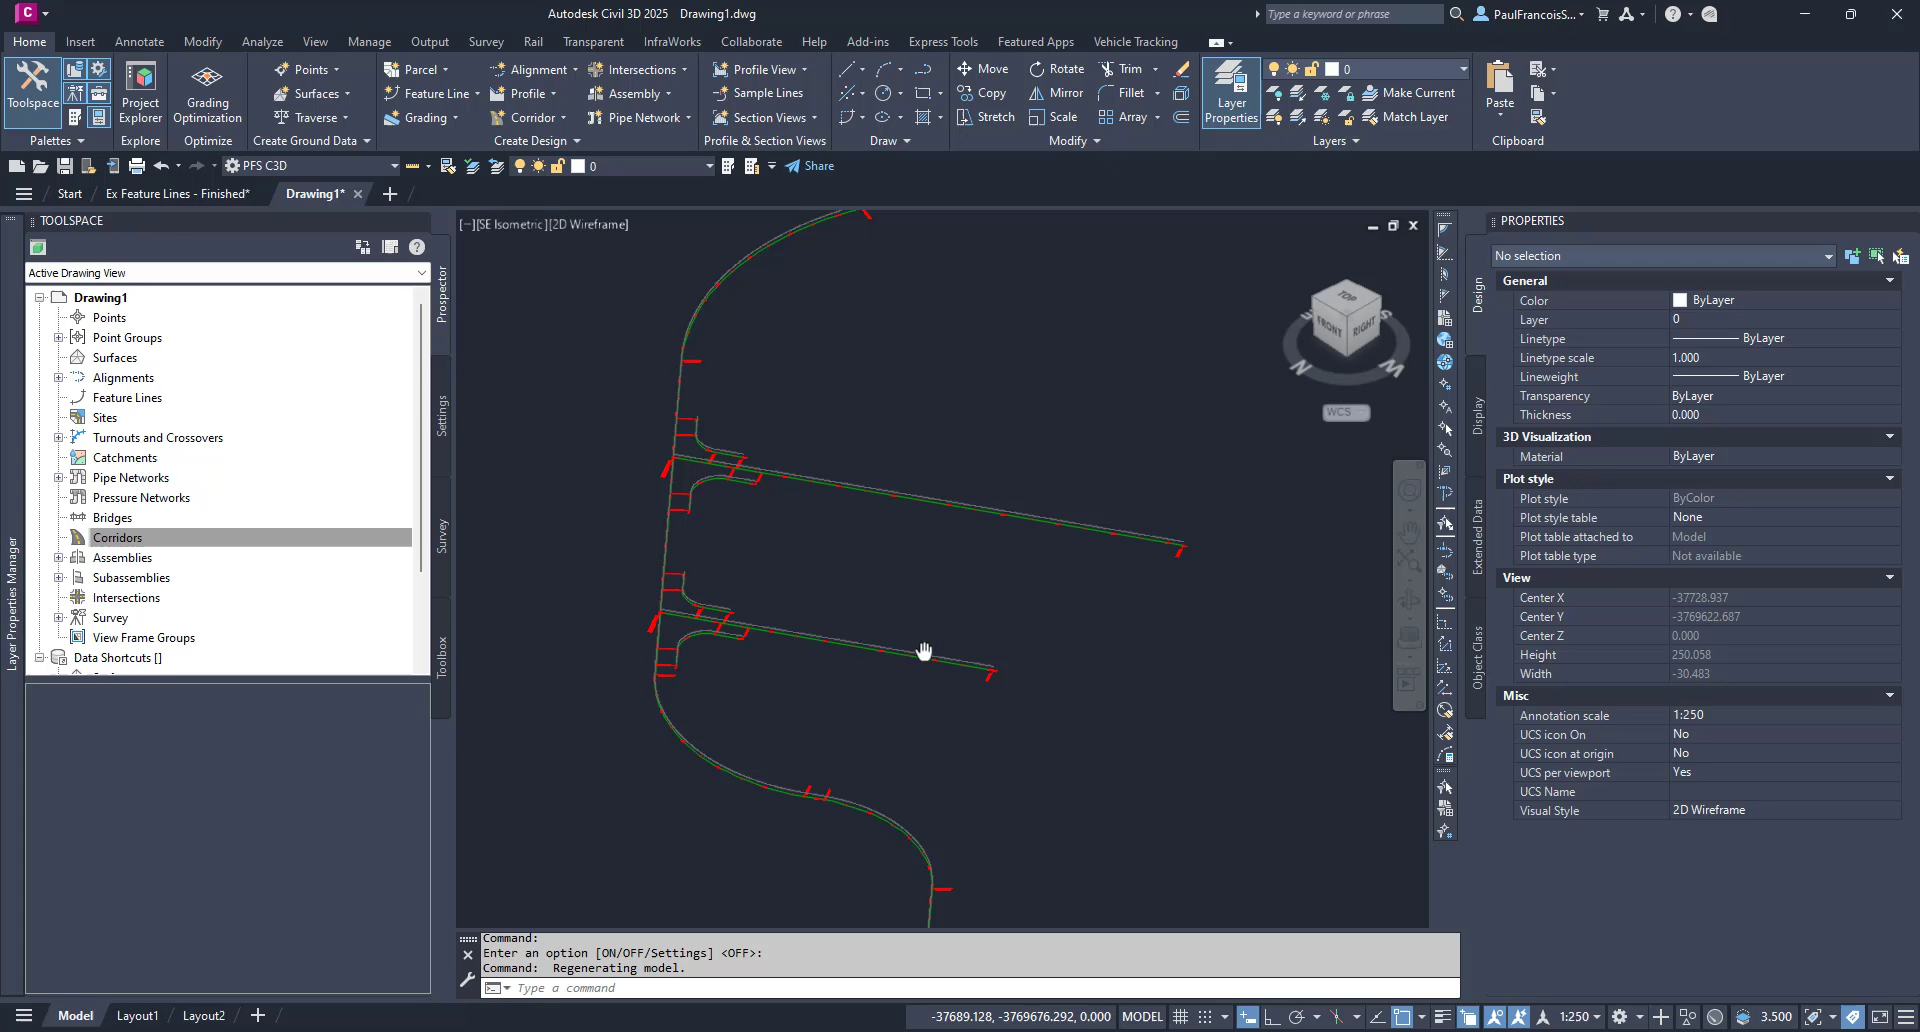 C
Autodesk Civil 3D 2025 Drawing1.dwg
Type a keyword or phrase
PaulFrancoisS...
Home Insert Annotate Modify Analyze View Manage Output Survey Rail Transparent InfraWorks Collaborate Help Add-ins Express Tools Featured Apps Vehicle Tracking
Toolspace
Palettes
Project Explorer
Explore
Grading Optimization
Optimize
Points
Surfaces
Traverse
Create Ground Data
Parcel
Feature Line
Grading
Alignment
Profile
Corridor
Intersections
Assembly
Pipe Network
Create Design
Profile View
Sample Lines
Section Views
Profile & Section Views
Draw
Move
Copy
Stretch
Rotate
Mirror
Scale
Trim
Fillet
Array
Modify
Layer Properties
0
Make Current
Match Layer
Layers
Paste
Clipboard
PFS C3D
0
Share
Start
Ex Feature Lines - Finished*
Drawing1*
TOOLSPACE
Active Drawing View
Drawing1
Points
Point Groups
Surfaces
Alignments
Feature Lines
Sites
Turnouts and Crossovers
Catchments
Pipe Networks
Pressure Networks
Bridges
Corridors
Assemblies
Subassemblies
Intersections
Survey
View Frame Groups
Data Shortcuts []
Prospector
Settings
Survey
Toolbox
Layer Properties Manager
[−][SE Isometric][2D Wireframe]
TOP
FRONT
RIGHT
WCS
Command:
Enter an option [ON/OFF/Settings] <OFF>:
Command: Regenerating model.
Type a command
PROPERTIES
Design
Display
Extended Data
Object Class
No selection
General
Color ByLayer
Layer 0
Linetype ByLayer
Linetype scale 1.000
Lineweight ByLayer
Transparency ByLayer
Thickness 0.000
3D Visualization
Material ByLayer
Plot style
Plot style ByColor
Plot style table None
Plot table attached to Model
Plot table type Not available
View
Center X -37728.937
Center Y -3769622.687
Center Z 0.000
Height 250.058
Width -30.483
Misc
Annotation scale 1:250
UCS icon On No
UCS icon at origin No
UCS per viewport Yes
UCS Name
Visual Style 2D Wireframe
Model Layout1 Layout2
-37689.128, -3769676.292, 0.000 MODEL
1:250
3.500